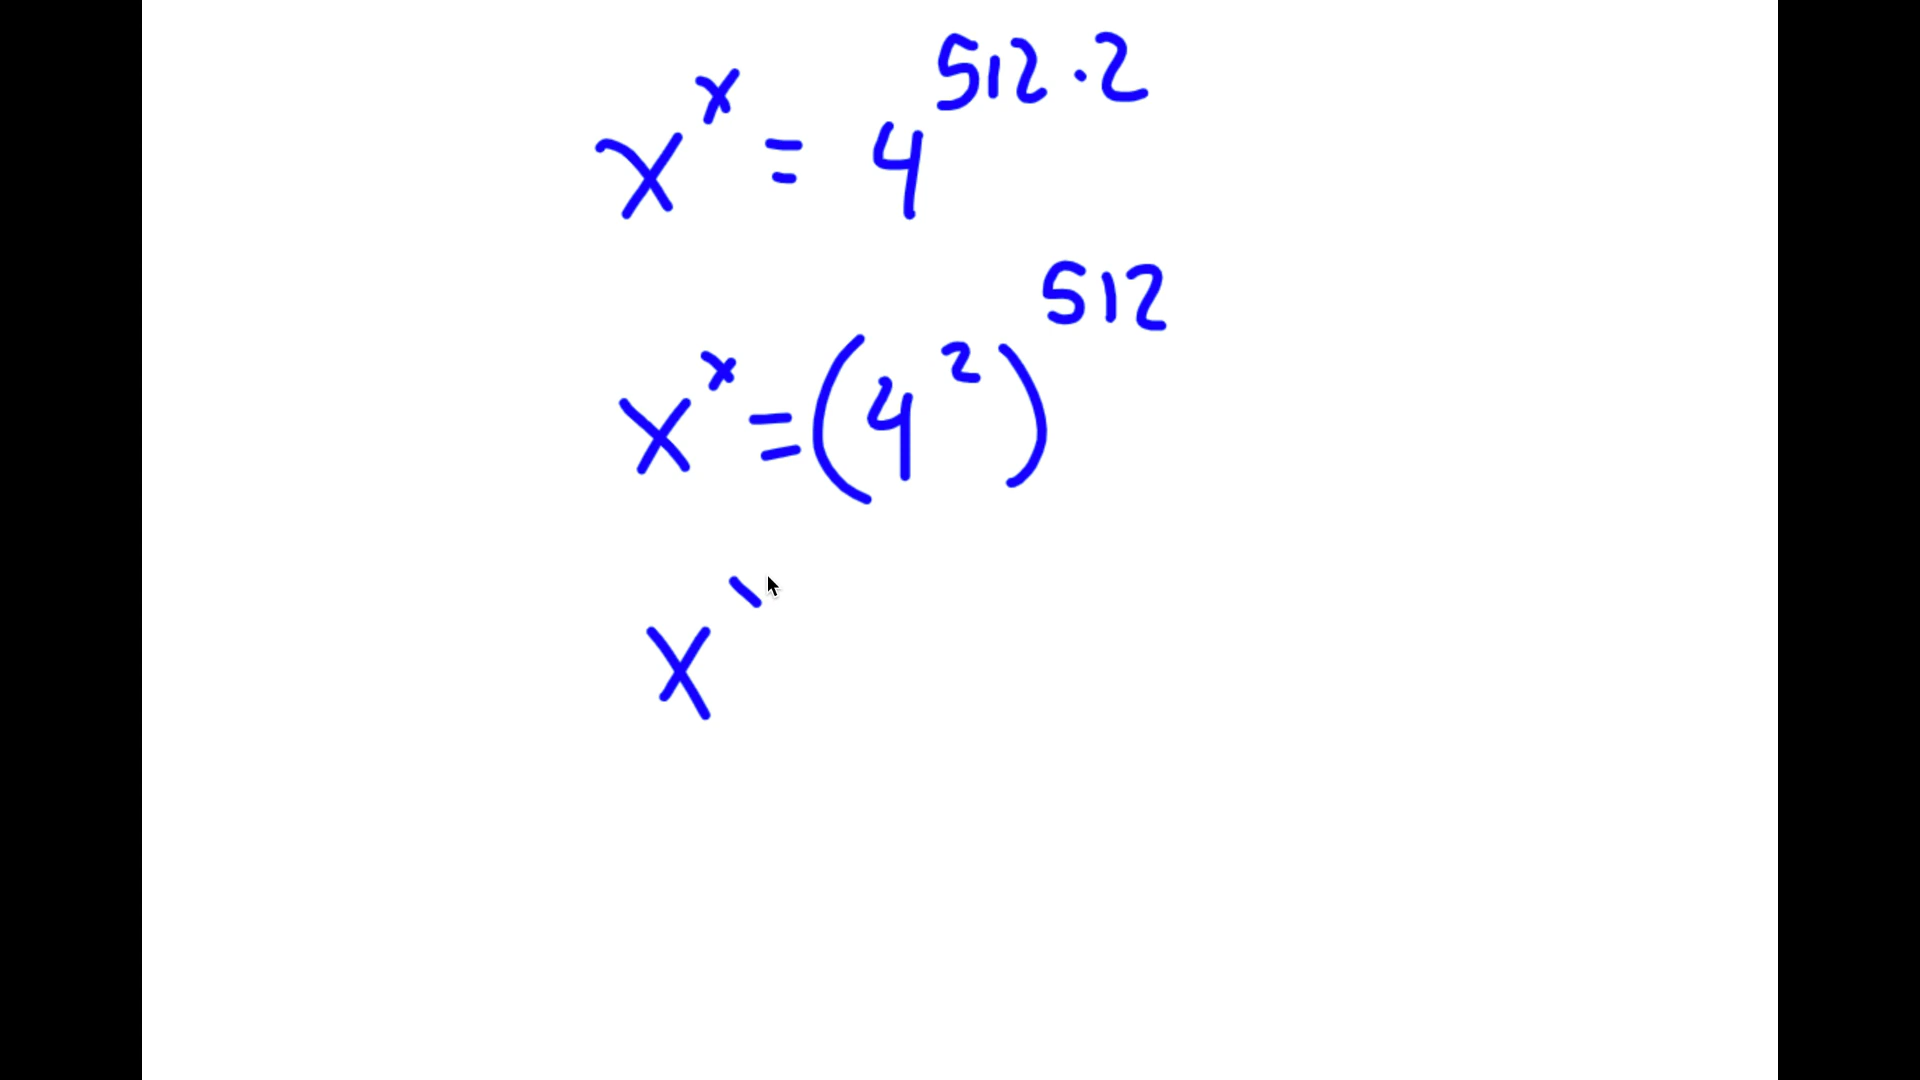 x^x = 4^{512·2}
x^x = (4^2)^{512}
x